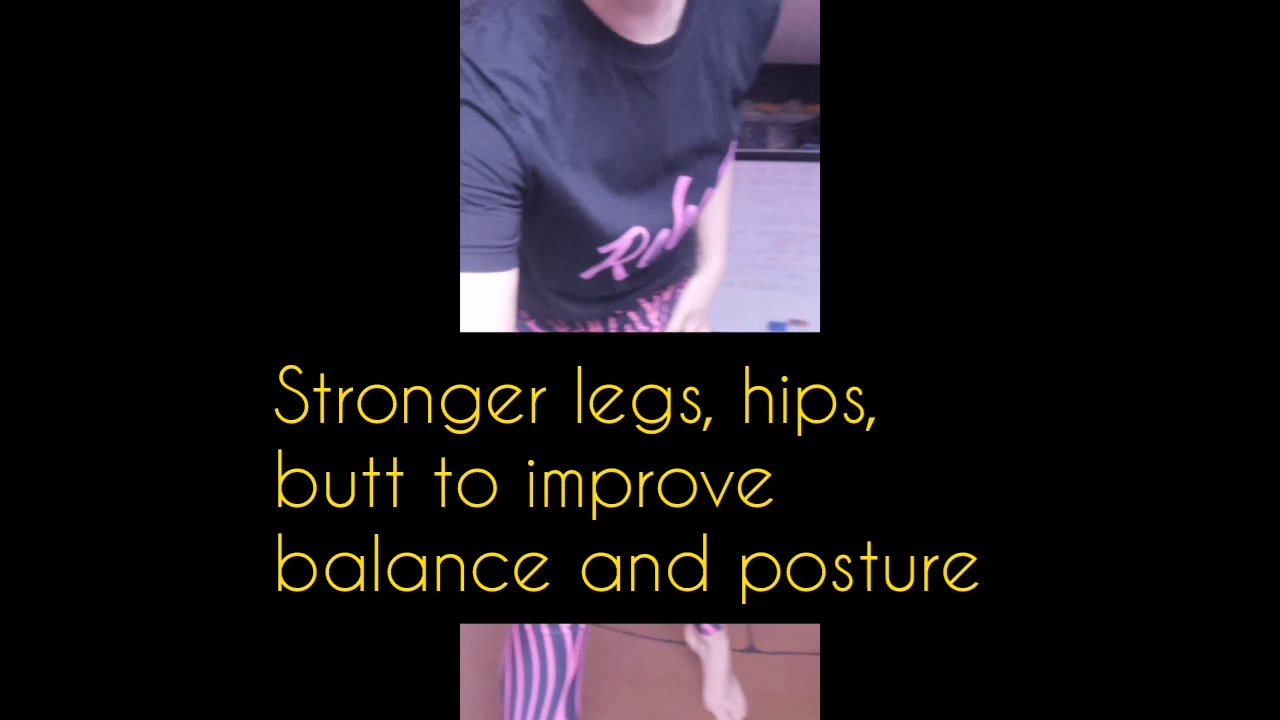 Stronger legs, hips,
butt to improve
balance and posture